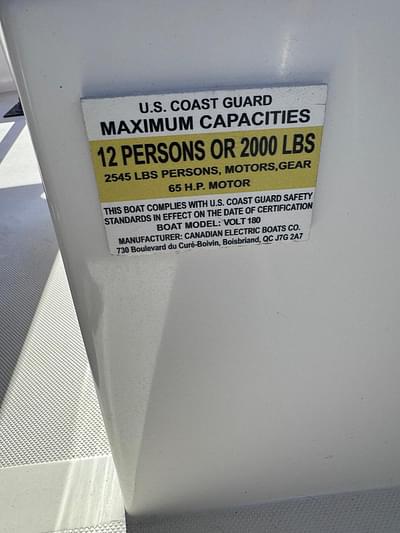 U.S. COAST GUARD
MAXIMUM CAPACITIES
12 PERSONS OR 2000 LBS
2545 LBS PERSONS, MOTORS,GEAR
65 H.P. MOTOR
THIS BOAT COMPLIES WITH U.S. COAST GUARD SAFETY
STANDARDS IN EFFECT ON THE DATE OF CERTIFICATION
BOAT MODEL: VOLT 180
MANUFACTURER: CANADIAN ELECTRIC BOATS CO.
730 Boulevard du Curé-Boivin, Boisbriand, QC J7G 2A7